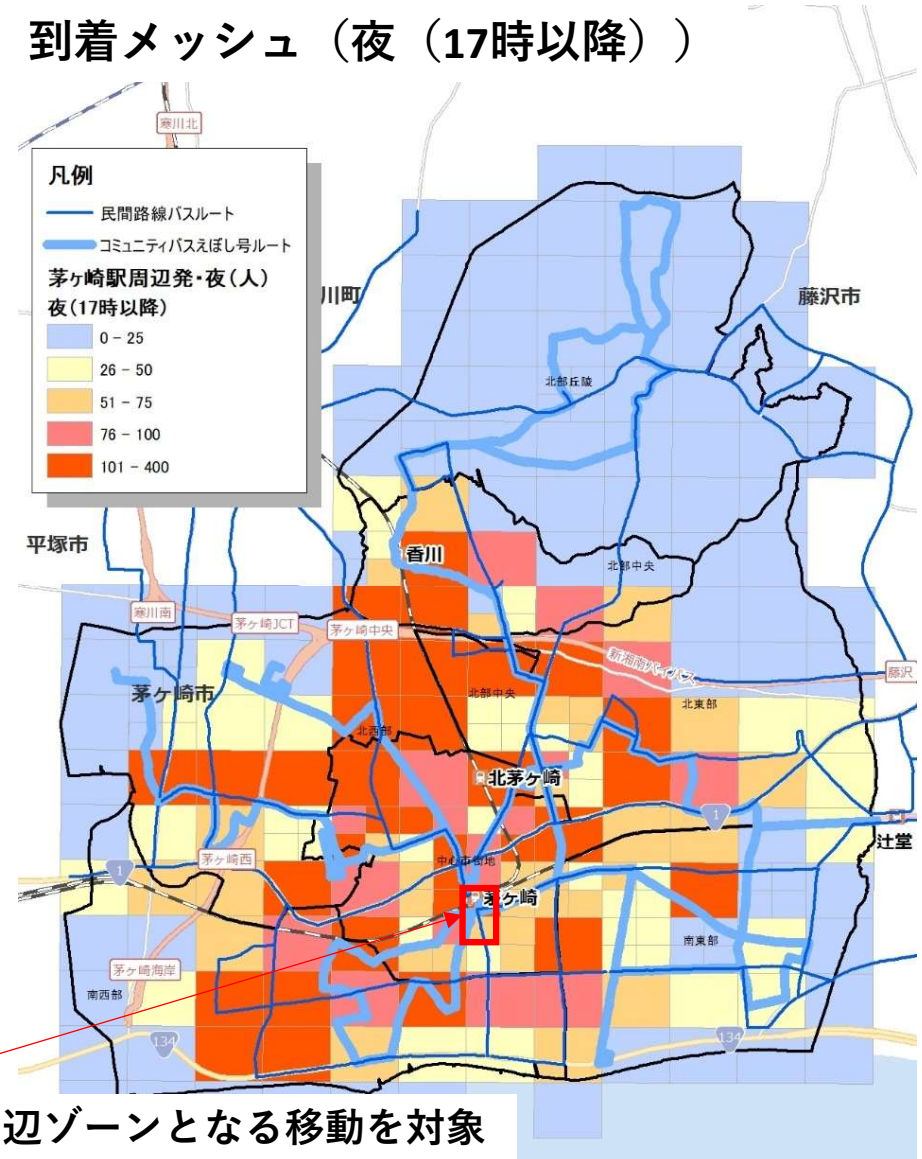 到着メッシュ（夜（17時以降））
寒川北
凡例
民間路線バスルート
コミュニティバスえぼし号ルート
茅ヶ崎駅周辺発・夜(人)
夜(17時以降)
0 - 25
26 - 50
51 - 75
76 - 100
101 - 400
川町
藤沢市
北部丘陵
平塚市
香川
北部中央
寒川南
茅ヶ崎JCT
茅ヶ崎中央
新湘南バイパス
藤沢
茅ヶ崎市
北部中央
北東部
北西部
北茅ヶ崎
1
辻堂
茅ヶ崎西
中心市街地
1
茅ヶ崎
南東部
茅ヶ崎海岸
南西部
134
134
辺ゾーンとなる移動を対象